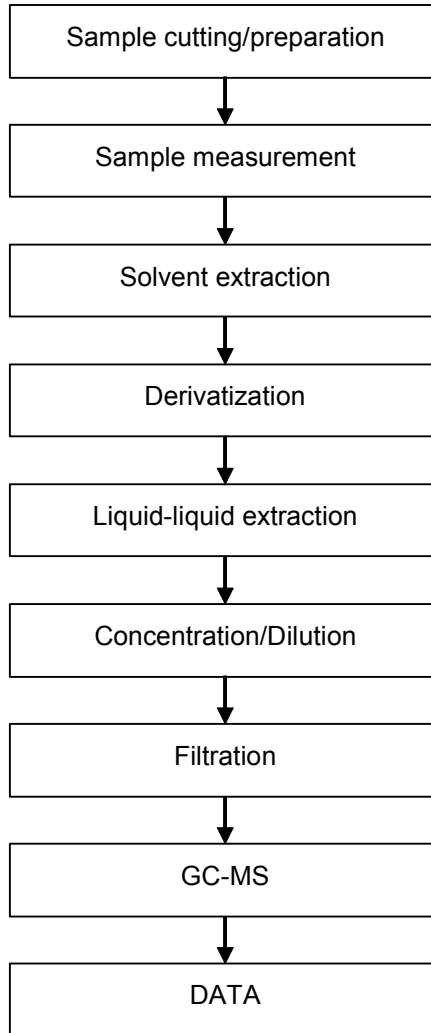 Sample cutting/preparation
Sample measurement
Solvent extraction
Derivatization
Liquid-liquid extraction
Concentration/Dilution
Filtration
GC-MS
DATA